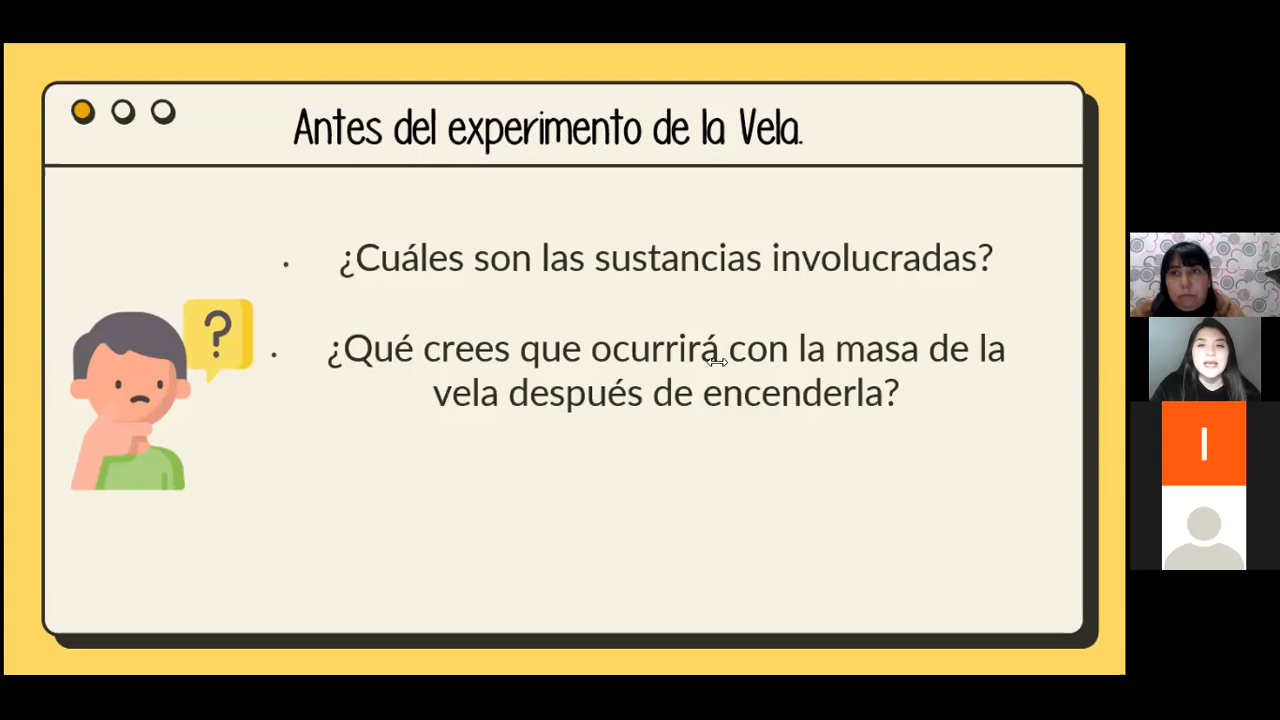 Antes del experimento de la Vela.
• ¿Cuáles son las sustancias involucradas?
?
• ¿Qué crees que ocurrirá con la masa de la
vela después de encenderla?
I